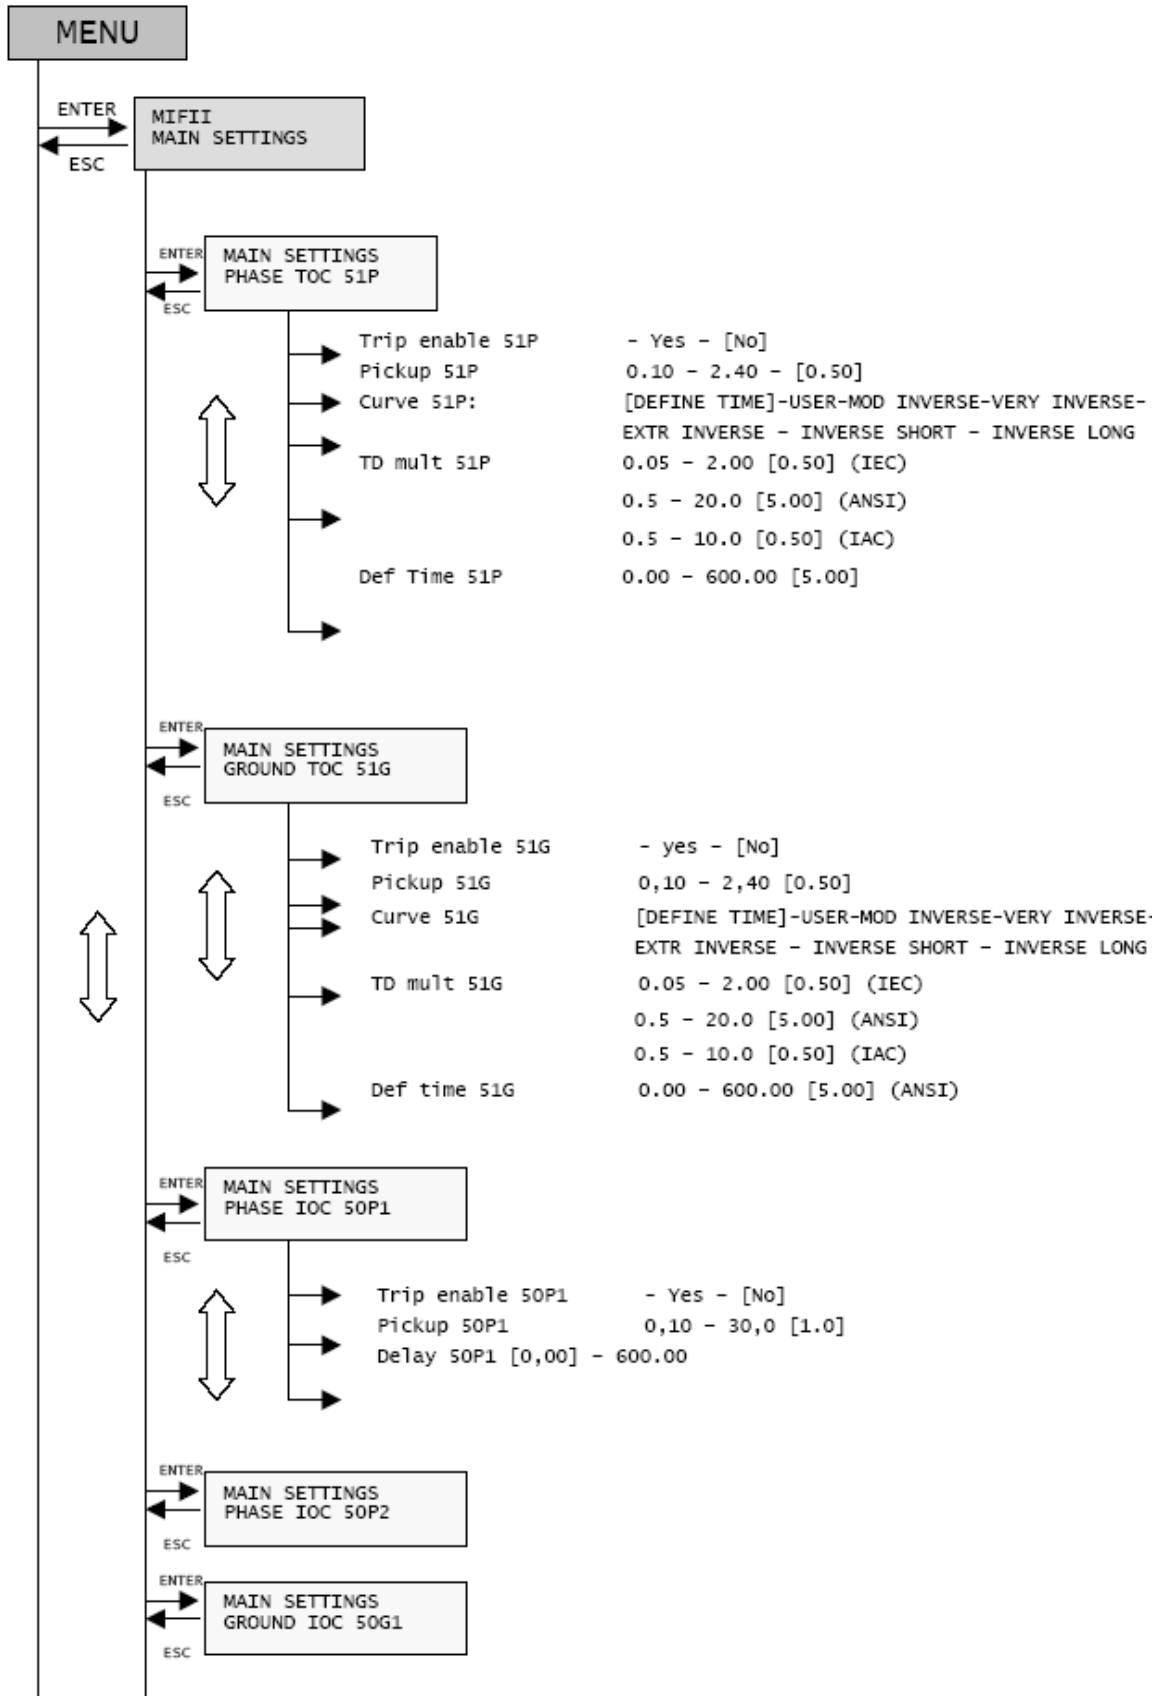 MENU
ENTER
ESC
MIFII
MAIN SETTINGS
ENTER
ESC
MAIN SETTINGS
PHASE TOC 51P
Trip enable 51P - Yes – [No]
Pickup 51P 0.10 – 2.40 – [0.50]
Curve 51P: [DEFINE TIME]-USER-MOD INVERSE-VERY INVERSE-
EXTR INVERSE – INVERSE SHORT – INVERSE LONG
TD mult 51P 0.05 – 2.00 [0.50] (IEC)
0.5 – 20.0 [5.00] (ANSI)
0.5 – 10.0 [0.50] (IAC)
Def Time 51P 0.00 – 600.00 [5.00]
ENTER
ESC
MAIN SETTINGS
GROUND TOC 51G
Trip enable 51G - yes – [No]
Pickup 51G 0,10 – 2,40 [0.50]
Curve 51G [DEFINE TIME]-USER-MOD INVERSE-VERY INVERSE-
EXTR INVERSE – INVERSE SHORT – INVERSE LONG
TD mult 51G 0.05 – 2.00 [0.50] (IEC)
0.5 – 20.0 [5.00] (ANSI)
0.5 – 10.0 [0.50] (IAC)
Def time 51G 0.00 – 600.00 [5.00] (ANSI)
ENTER
ESC
MAIN SETTINGS
PHASE IOC 50P1
Trip enable 50P1 - Yes – [No]
Pickup 50P1 0,10 – 30,0 [1.0]
Delay 50P1 [0,00] – 600.00
ENTER
ESC
MAIN SETTINGS
PHASE IOC 50P2
ENTER
ESC
MAIN SETTINGS
GROUND IOC 50G1